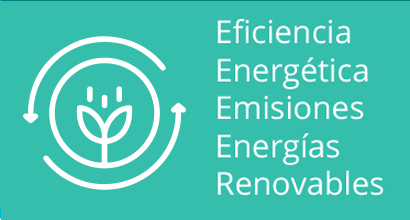 Eficiencia
Energética
Emisiones
Energías
Renovables